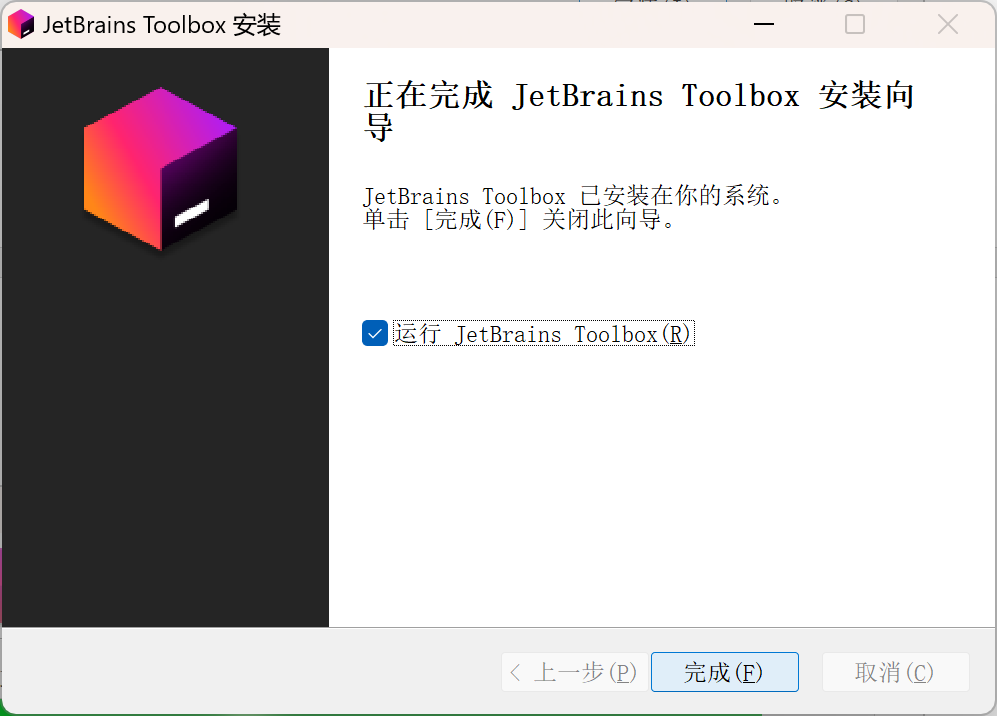 JetBrains Toolbox 安装
正在完成 JetBrains Toolbox 安装向
导
JetBrains Toolbox 已安装在你的系统。
单击 [完成(F)] 关闭此向导。
运行 JetBrains Toolbox(R)
< 上一步(P)
完成(F)
取消(C)